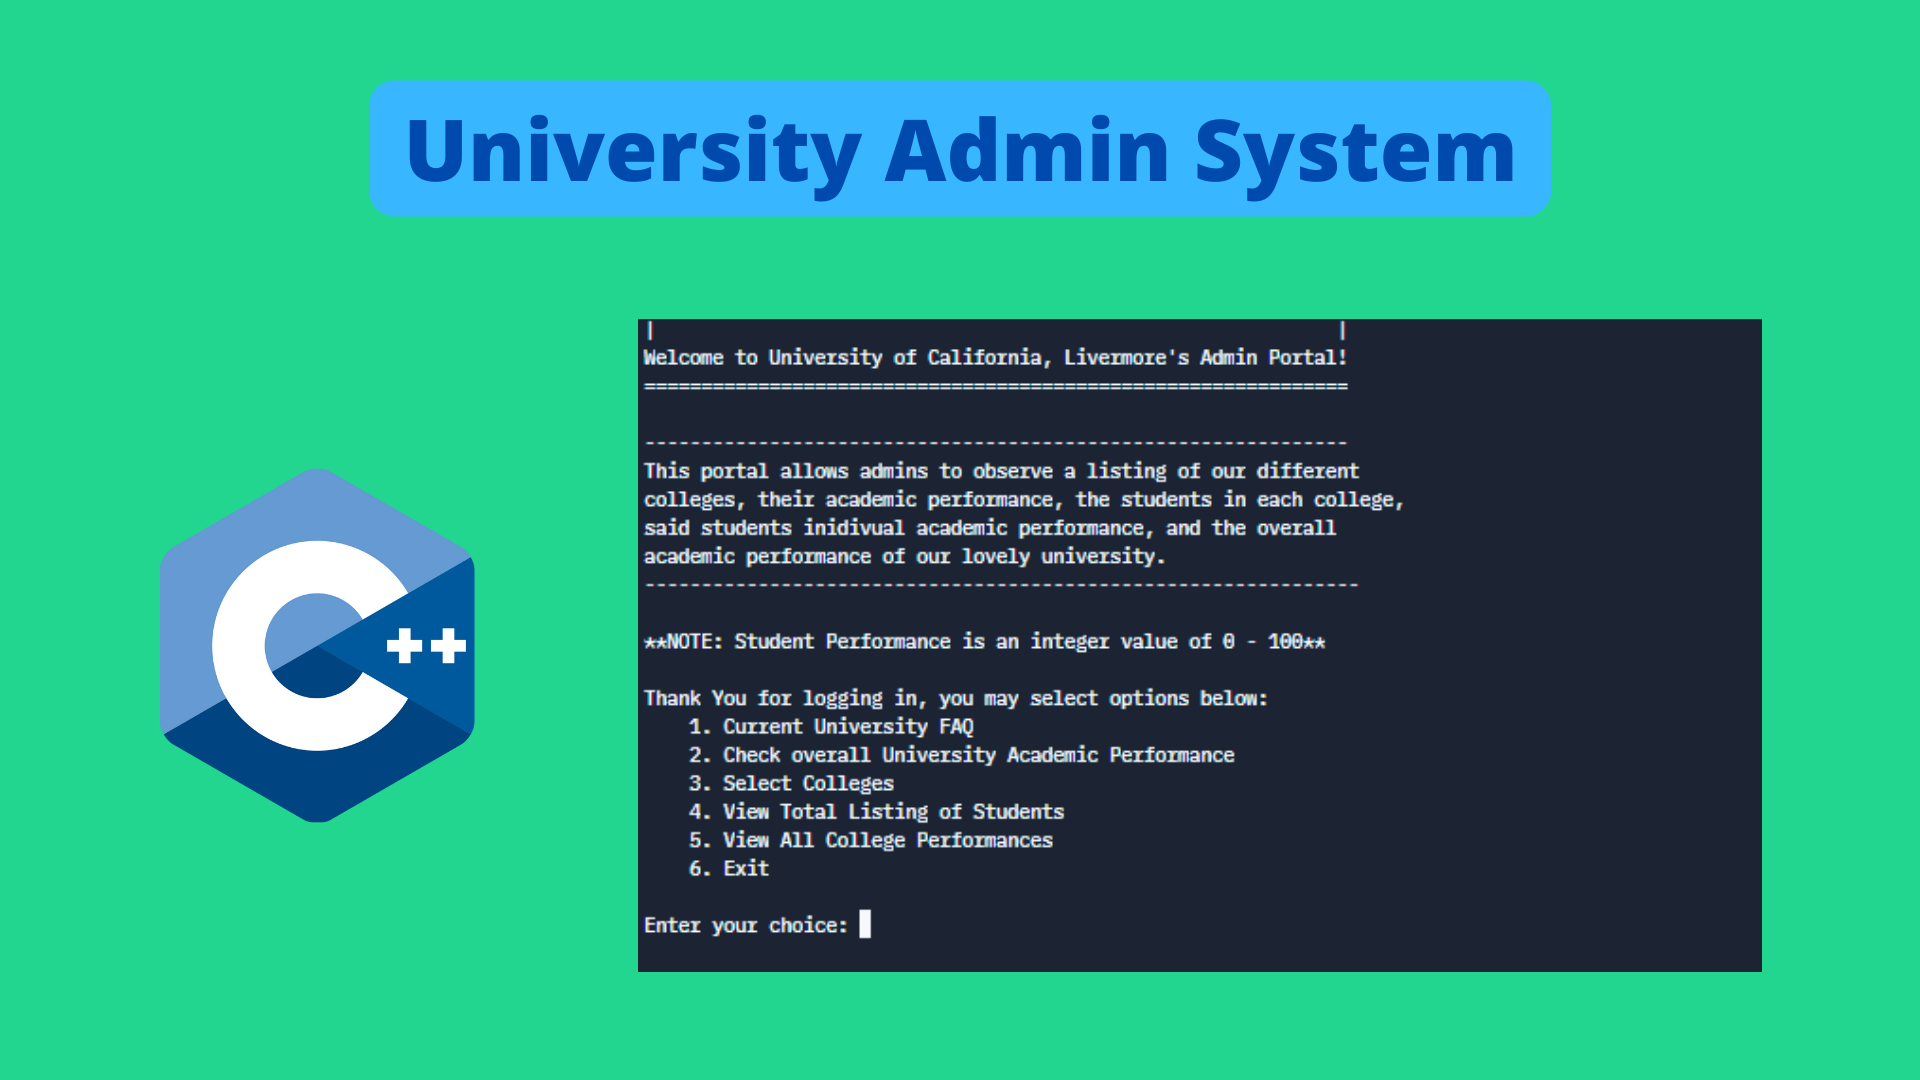 University Admin System
Welcome to University of California, Livermore's Admin Portal!
==============================================================
--------------------------------------------------------------
This portal allows admins to observe a listing of our different
colleges, their academic performance, the students in each college,
said students inidivual academic performance, and the overall
academic performance of our lovely university.
---------------------------------------------------------------
**NOTE: Student Performance is an integer value of 0 - 100**
Thank You for logging in, you may select options below:
1. Current University FAQ
2. Check overall University Academic Performance
3. Select Colleges
4. View Total Listing of Students
5. View All College Performances
6. Exit
Enter your choice:
C++